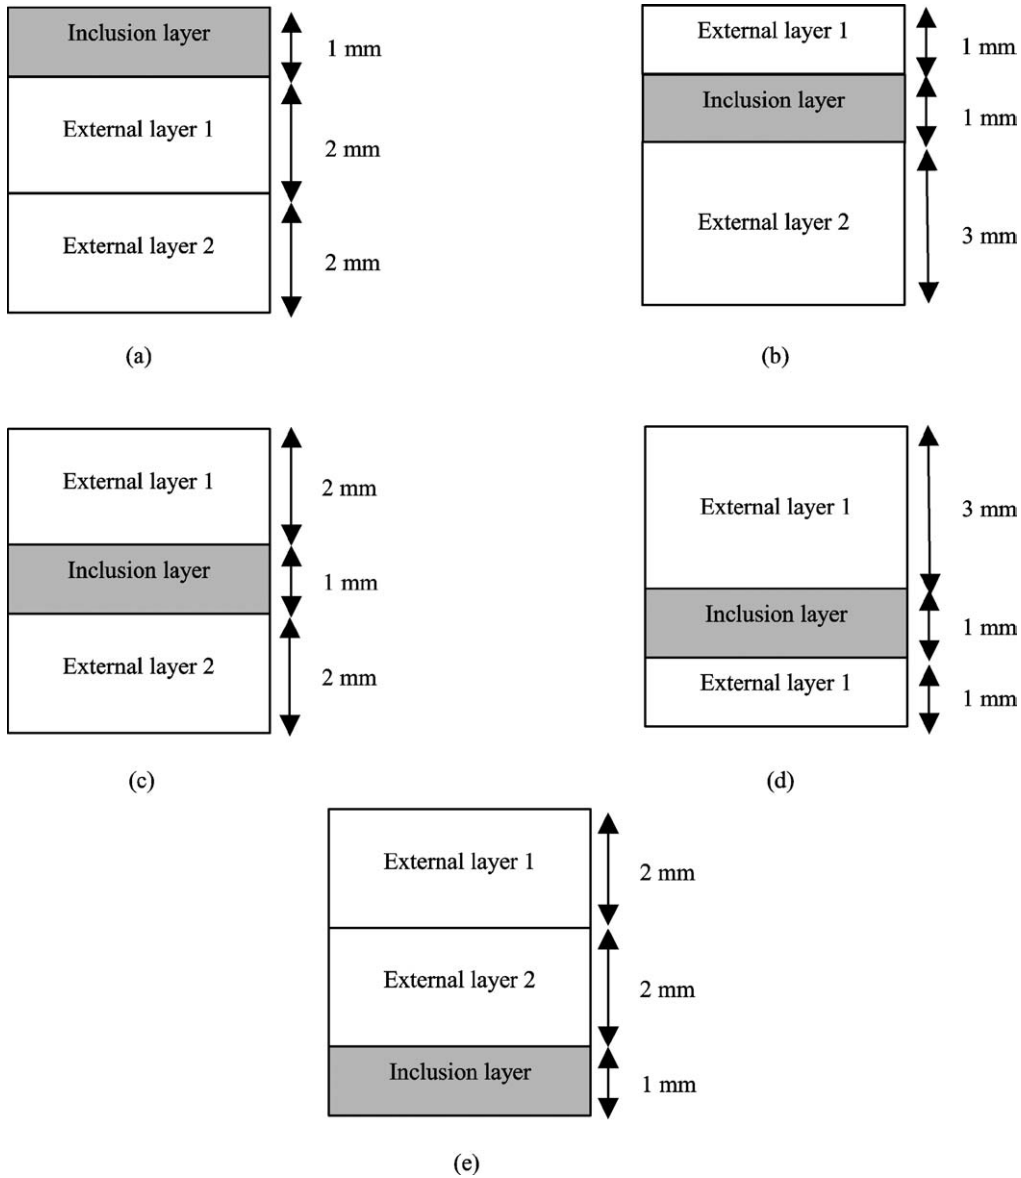 Inclusion layer
1 mm
External layer 1
2 mm
External layer 2
2 mm
(a)
External layer 1
1 mm
Inclusion layer
1 mm
External layer 2
3 mm
(b)
External layer 1
2 mm
Inclusion layer
1 mm
External layer 2
2 mm
(c)
External layer 1
3 mm
Inclusion layer
1 mm
External layer 1
1 mm
(d)
External layer 1
2 mm
External layer 2
2 mm
Inclusion layer
1 mm
(e)